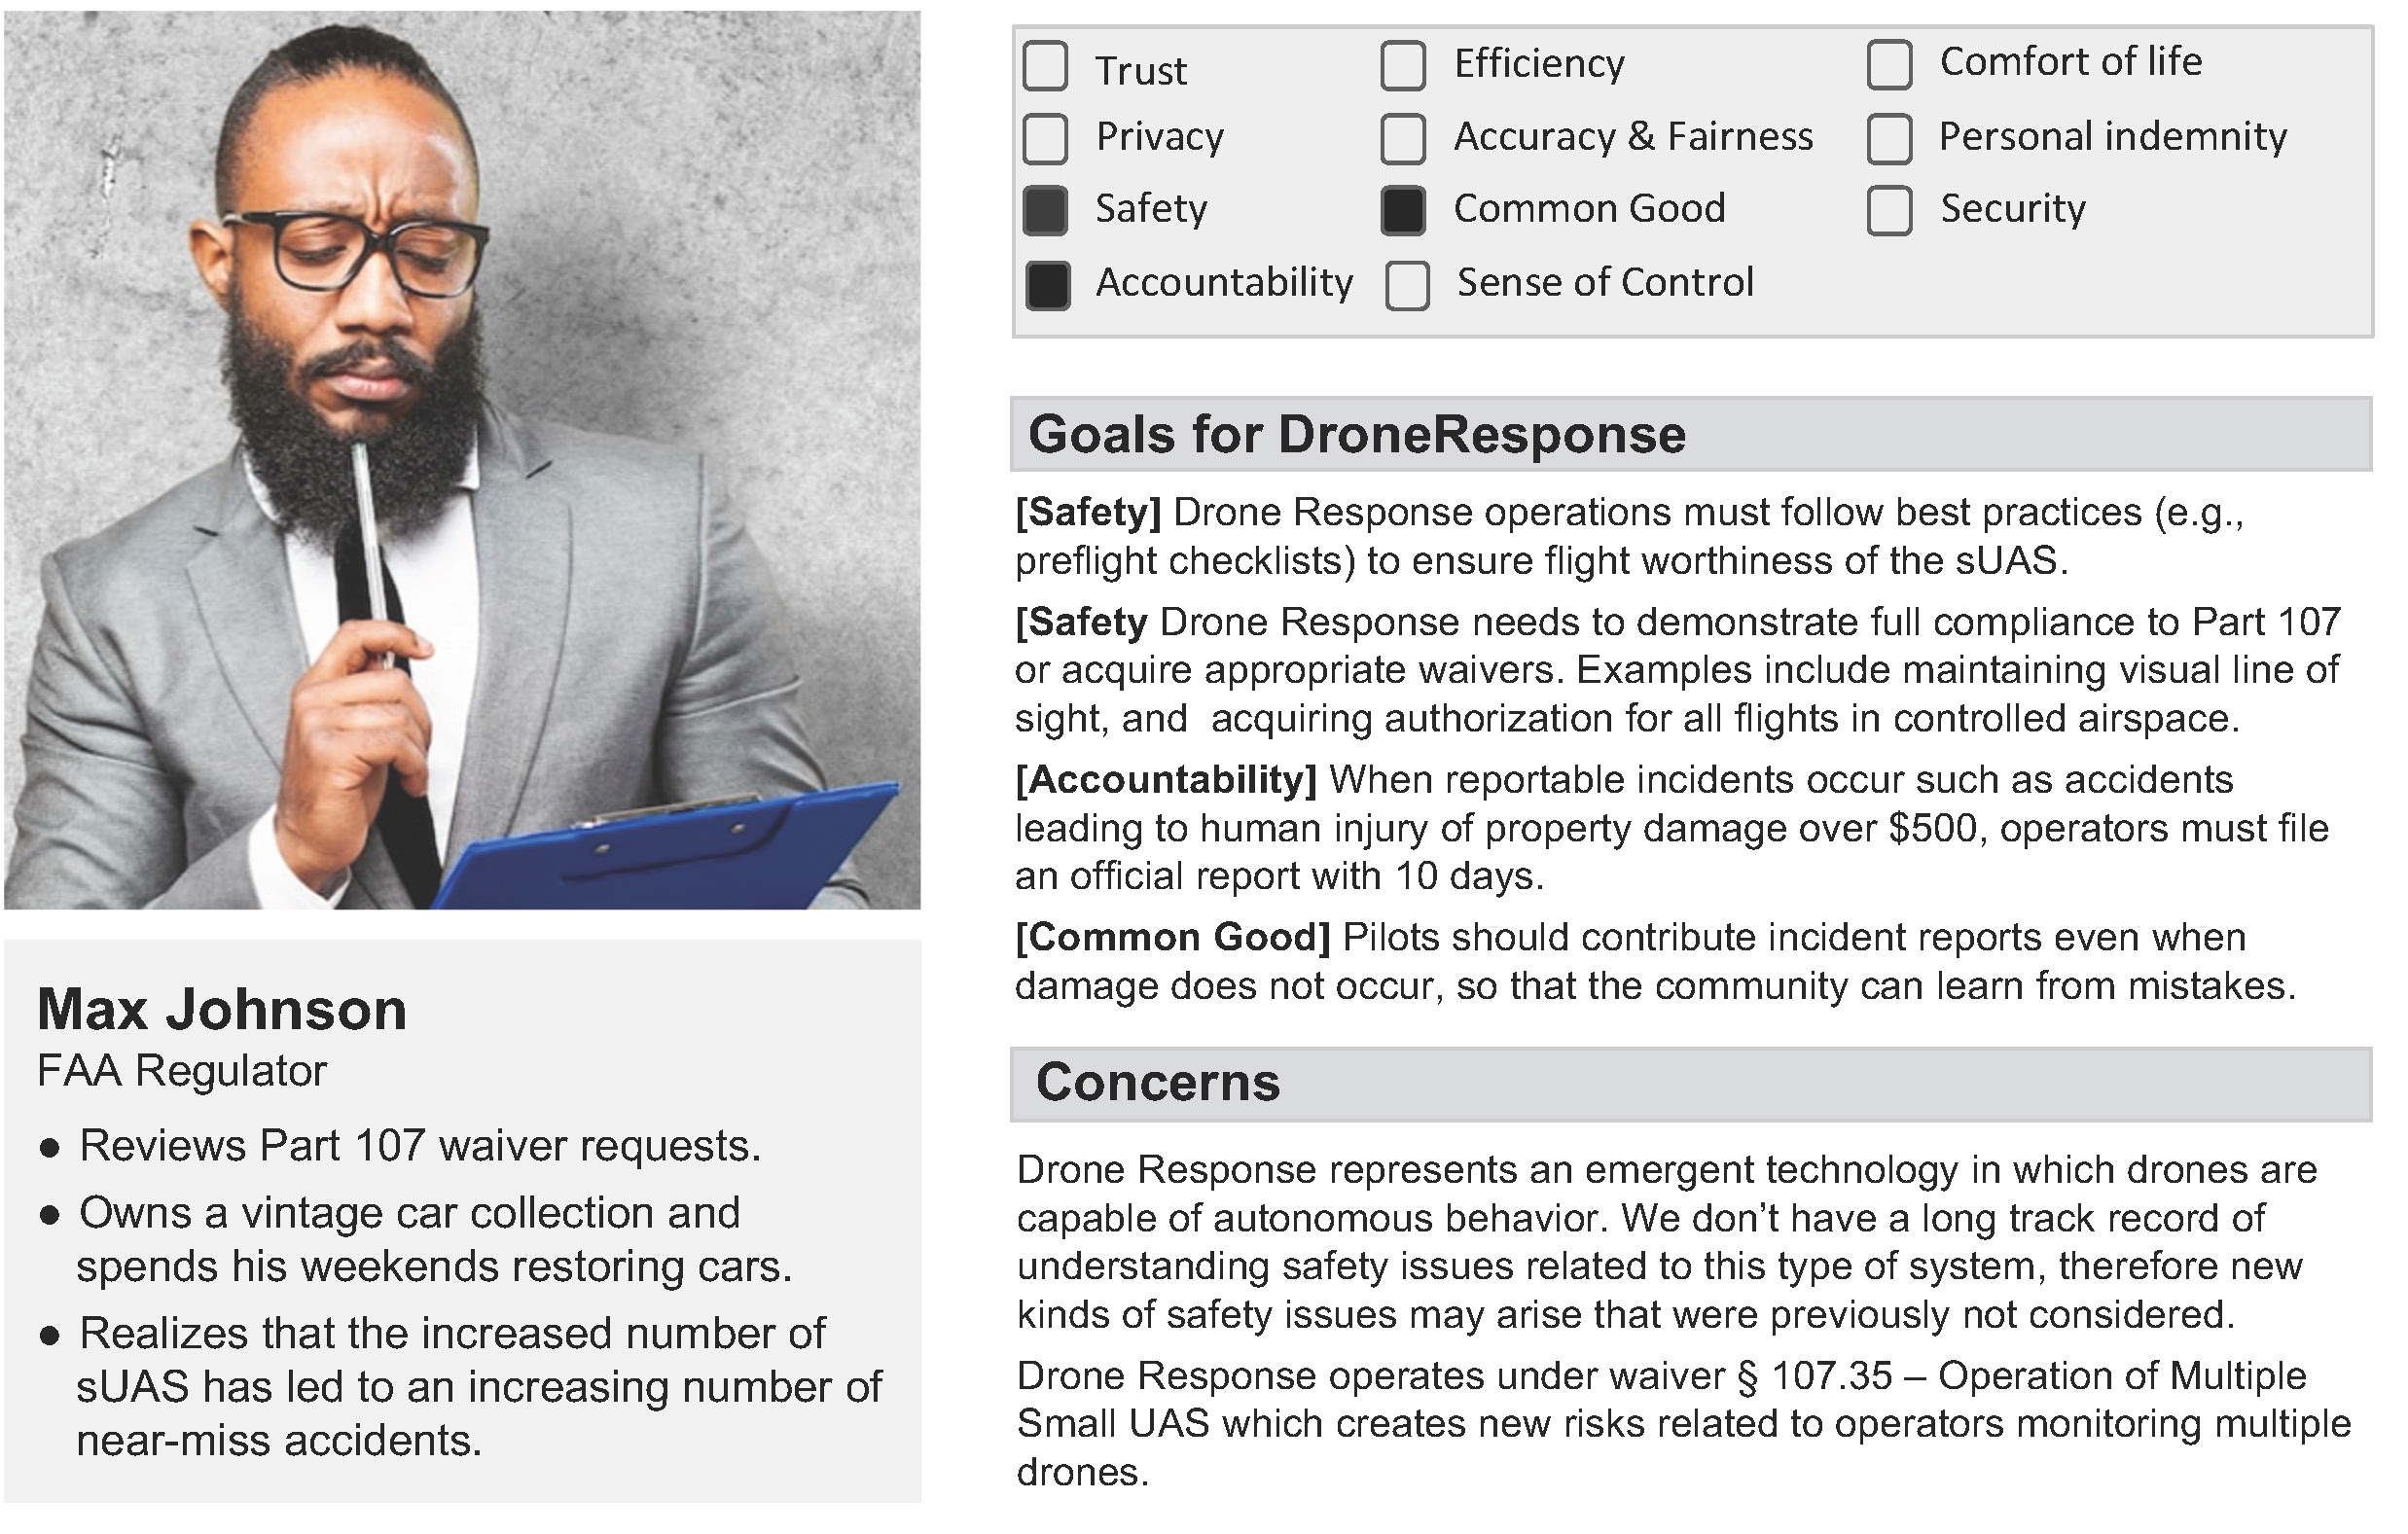 Trust
Efficiency
Comfort of life
Privacy
Accuracy & Fairness
Personal indemnity
Safety
Common Good
Security
Accountability
Sense of Control
Goals for DroneResponse
[Safety] Drone Response operations must follow best practices (e.g.,
preflight checklists) to ensure flight worthiness of the sUAS.
[Safety Drone Response needs to demonstrate full compliance to Part 107
or acquire appropriate waivers. Examples include maintaining visual line of
sight, and  acquiring authorization for all flights in controlled airspace.
[Accountability] When reportable incidents occur such as accidents
leading to human injury of property damage over $500, operators must file
an official report with 10 days.
[Common Good] Pilots should contribute incident reports even when
damage does not occur, so that the community can learn from mistakes.
Concerns
Drone Response represents an emergent technology in which drones are
capable of autonomous behavior. We don’t have a long track record of
understanding safety issues related to this type of system, therefore new
kinds of safety issues may arise that were previously not considered.
Drone Response operates under waiver § 107.35 – Operation of Multiple
Small UAS which creates new risks related to operators monitoring multiple
drones.
Max Johnson
FAA Regulator
● Reviews Part 107 waiver requests.
● Owns a vintage car collection and
spends his weekends restoring cars.
● Realizes that the increased number of
sUAS has led to an increasing number of
near-miss accidents.